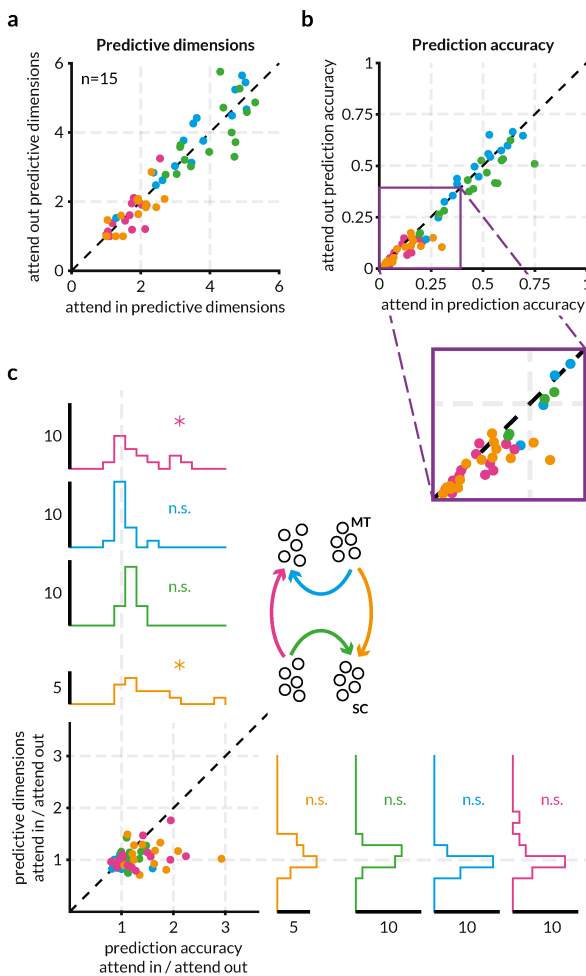 a
Predictive dimensions
attend out predictive dimensions
6
4
2
0
n=15
0
2
4
6
attend in predictive dimensions
b
Prediction accuracy
attend out prediction accuracy
1
0.75
0.5
0.25
0
0
0.25
0.5
0.75
1
attend in prediction accuracy
c
10
*
10
n.s.
10
n.s.
5
*
MT
SC
predictive dimensions
attend in / attend out
3
2
1
1
2
3
prediction accuracy
attend in / attend out
n.s.
5
n.s.
10
n.s.
10
n.s.
10